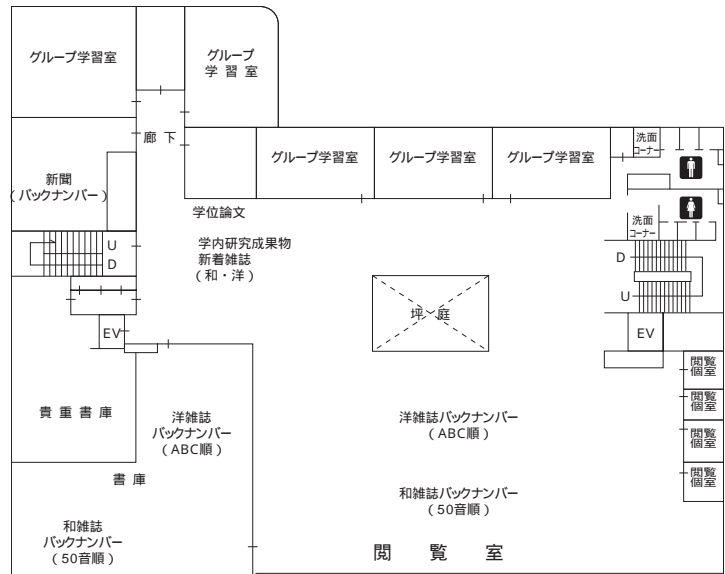 グループ学習室
グループ
学習室
廊下
洗面
コーナー
グループ学習室
グループ学習室
グループ学習室
新聞
(バックナンバー)
学位論文
洗面
コーナー
U
D
学内研究成果物
新着雑誌
(和・洋)
D
U
坪庭
EV
EV
閲覧
個室
閲覧
個室
閲覧
個室
閲覧
個室
貴重書庫
洋雑誌
バックナンバー
(ABC順)
洋雑誌バックナンバー
(ABC順)
書庫
和雑誌バックナンバー
(50音順)
和雑誌
バックナンバー
(50音順)
閲覧室